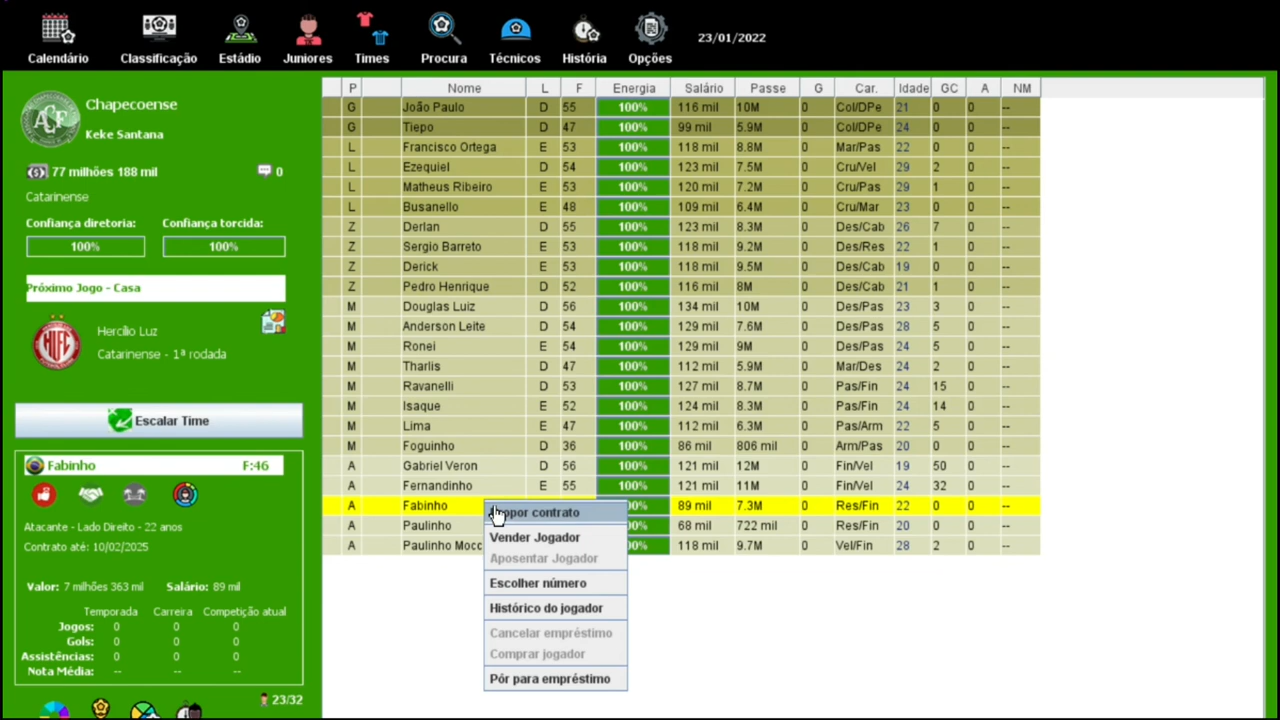 Calendário Classificação Estádio Juniores Times Procura Técnicos História Opções 23/01/2022
Chapecoense
Keke Santana
77 milhões 188 mil 0
Catarinense
Confiança diretoria: Confiança torcida:
100% 100%
Próximo Jogo - Casa
Hercílio Luz
Catarinense - 1ª rodada
Escalar Time
Fabinho F:46
Atacante - Lado Direito - 22 anos
Contrato até: 10/02/2025
Valor: 7 milhões 363 mil Salário: 89 mil
Temporada Carreira Competição atual
Jogos: 0 0 0
Gols: 0 0 0
Assistências: 0 0 0
Nota Média: -- -- --
23/32
P Nome L F Energia Salário Passe G Car. Idade GC A NM
G João Paulo D 55 100% 116 mil 10M 0 Col/DPe 21 0 0 --
G Tiepo D 47 100% 99 mil 5.9M 0 Col/DPe 24 0 0 --
L Francisco Ortega E 53 100% 118 mil 8.8M 0 Mar/Pas 22 0 0 --
L Ezequiel D 54 100% 123 mil 7.5M 0 Cru/Vel 29 2 0 --
L Matheus Ribeiro E 53 100% 120 mil 7.2M 0 Cru/Pas 29 1 0 --
L Busanello E 48 100% 109 mil 6.4M 0 Cru/Mar 23 0 0 --
Z Derlan D 55 100% 123 mil 8.3M 0 Des/Cab 26 7 0 --
Z Sergio Barreto E 53 100% 118 mil 9.2M 0 Des/Res 22 1 0 --
Z Derick E 53 100% 118 mil 9.5M 0 Des/Cab 19 0 0 --
Z Pedro Henrique D 52 100% 116 mil 8M 0 Des/Cab 21 1 0 --
M Douglas Luiz D 56 100% 134 mil 10M 0 Des/Pas 23 3 0 --
M Anderson Leite D 54 100% 129 mil 7.6M 0 Des/Pas 28 5 0 --
M Ronei E 54 100% 129 mil 9M 0 Des/Pas 24 5 0 --
M Tharlis D 47 100% 112 mil 5.9M 0 Mar/Des 24 2 0 --
M Ravanelli D 53 100% 127 mil 8.7M 0 Pas/Fin 24 15 0 --
M Isaque E 52 100% 124 mil 8.3M 0 Pas/Fin 24 14 0 --
M Lima E 47 100% 112 mil 6.3M 0 Pas/Arm 22 5 0 --
M Foguinho D 36 100% 86 mil 806 mil 0 Arm/Pas 20 0 0 --
A Gabriel Veron D 56 100% 121 mil 12M 0 Fin/Vel 19 50 0 --
A Fernandinho E 55 100% 121 mil 11M 0 Fin/Vel 24 32 0 --
A Fabinho 89 mil 7.3M 0 Res/Fin 22 0 0 --
A Paulinho 68 mil 722 mil 0 Res/Fin 20 0 0 --
A Paulinho Mocc 118 mil 9.7M 0 Vel/Fin 28 2 0 --
contrato
Vender Jogador
Aposentar Jogador
Escolher número
Histórico do jogador
Cancelar empréstimo
Comprar jogador
Pôr para empréstimo